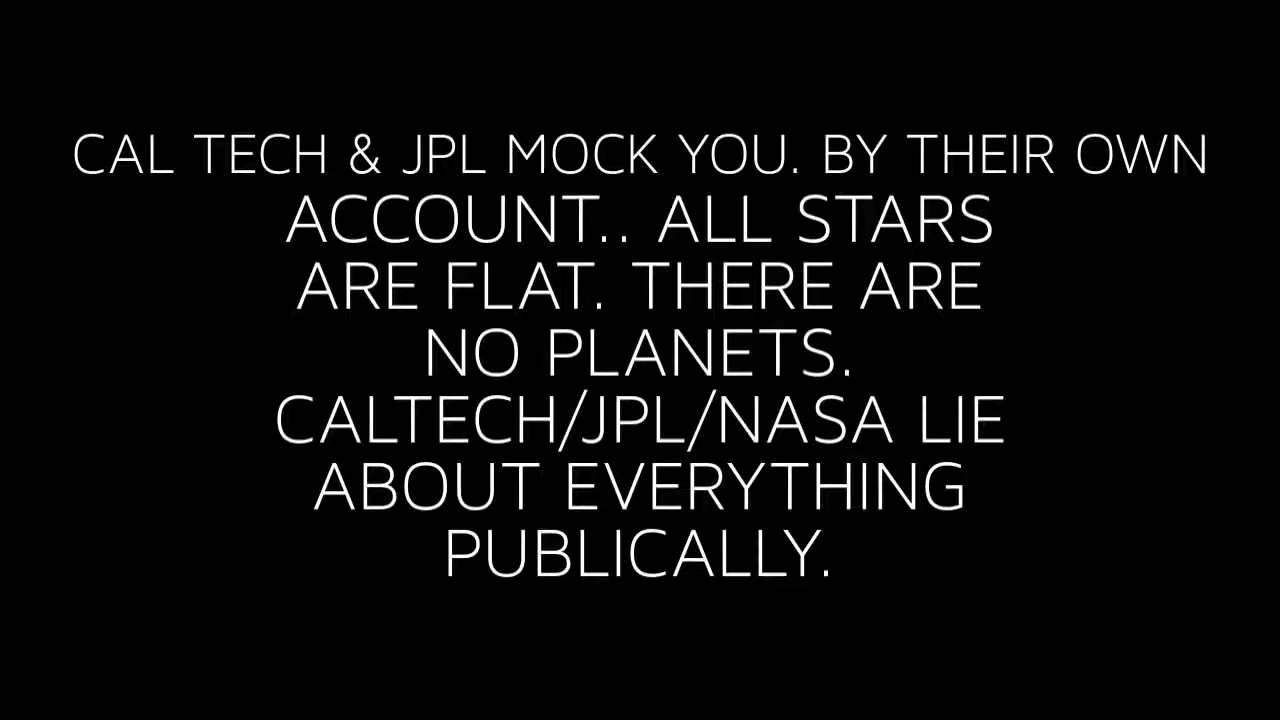 CAL TECH & JPL MOCK YOU. BY THEIR OWN
ACCOUNT.. ALL STARS
ARE FLAT. THERE ARE
NO PLANETS.
CALTECH/JPL/NASA LIE
ABOUT EVERYTHING
PUBLICALLY.